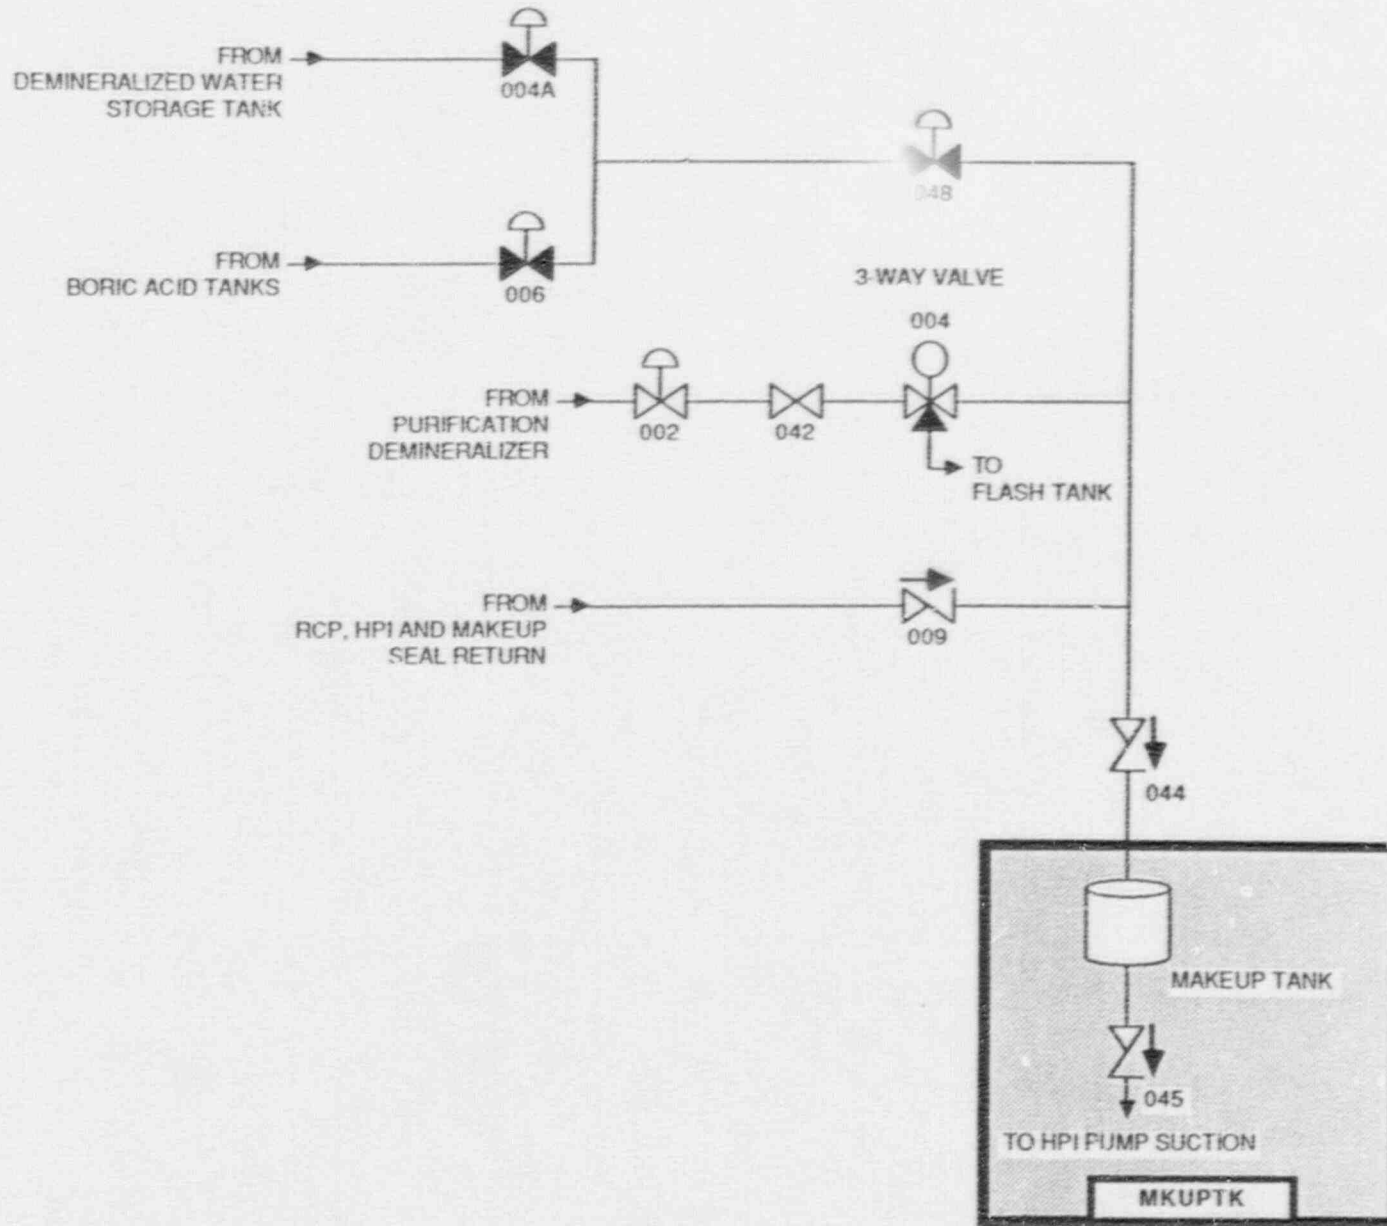 FROM
DEMINERALIZED WATER
STORAGE TANK
004A
048
FROM
BORIC ACID TANKS
006
3-WAY VALVE
004
FROM
PURIFICATION
DEMINERALIZER
002
042
TO
FLASH TANK
FROM
RCP, HPI AND MAKEUP
SEAL RETURN
009
044
MAKEUP TANK
045
TO HPI PUMP SUCTION
MKUPTK